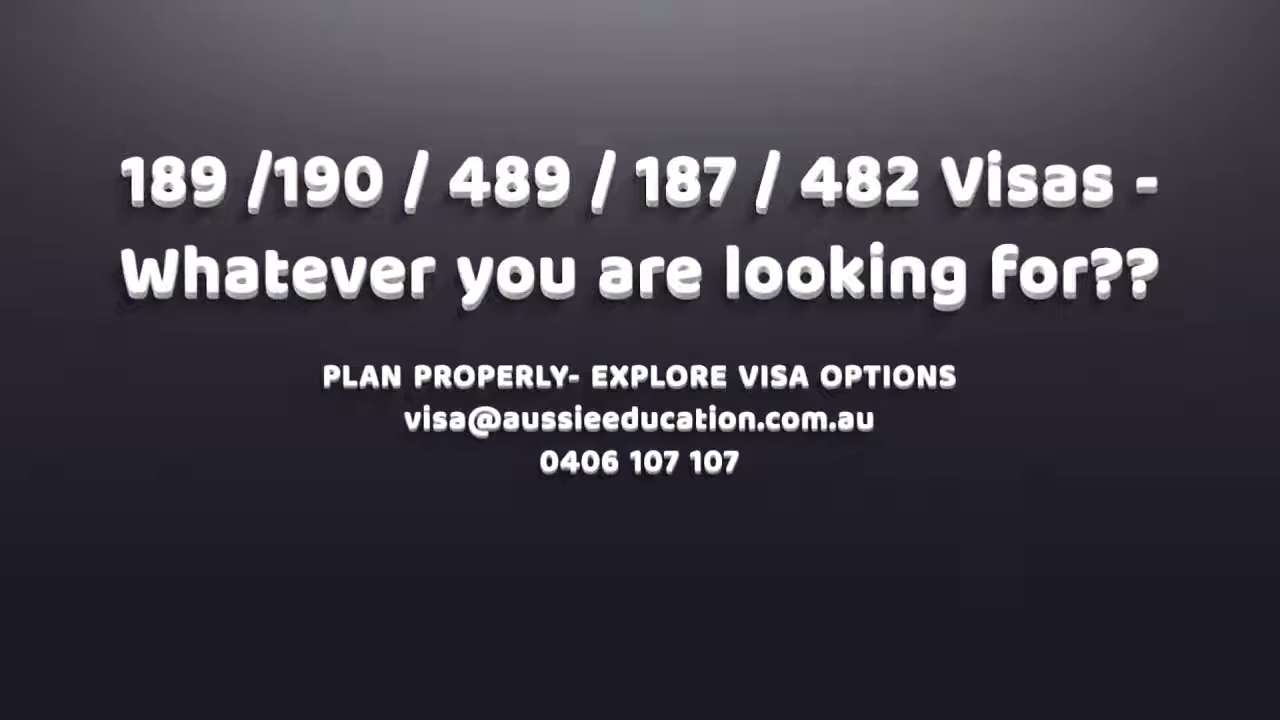 189 /190 / 489 / 187 / 482 Visas -
Whatever you are looking for??
PLAN PROPERLY- EXPLORE VISA OPTIONS
visa@aussieeducation.com.au
0406 107 107